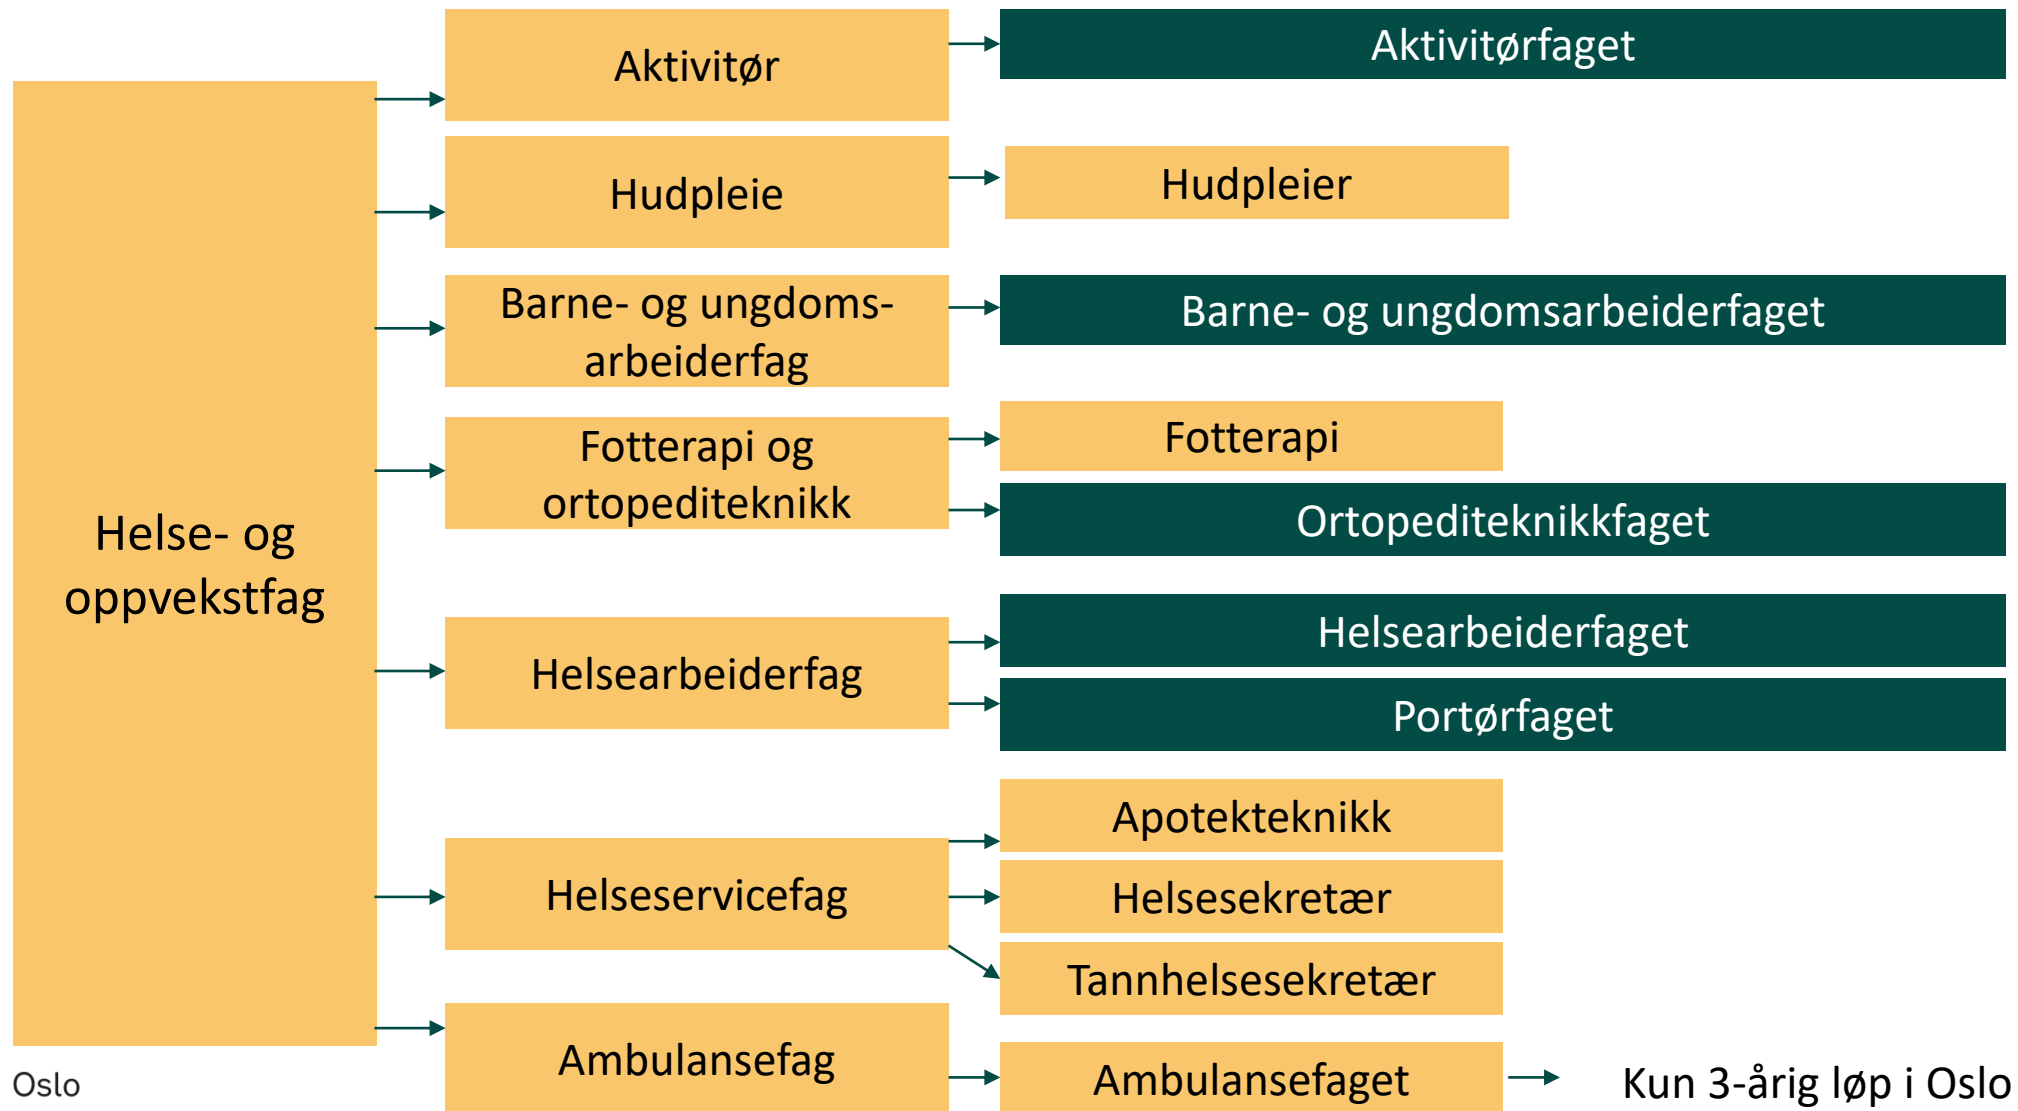 Helse- og
oppvekstfag
Aktivitør
Aktivitørfaget
Hudpleie
Hudpleier
Barne- og ungdoms-
arbeiderfag
Barne- og ungdomsarbeiderfaget
Fotterapi og
ortopediteknikk
Fotterapi
Ortopediteknikkfaget
Helsearbeiderfag
Helsearbeiderfaget
Portørfaget
Helseservicefag
Apotekteknikk
Helsesekretær
Tannhelsesekretær
Ambulansefag
Ambulansefaget
Kun 3-årig løp i Oslo
Oslo